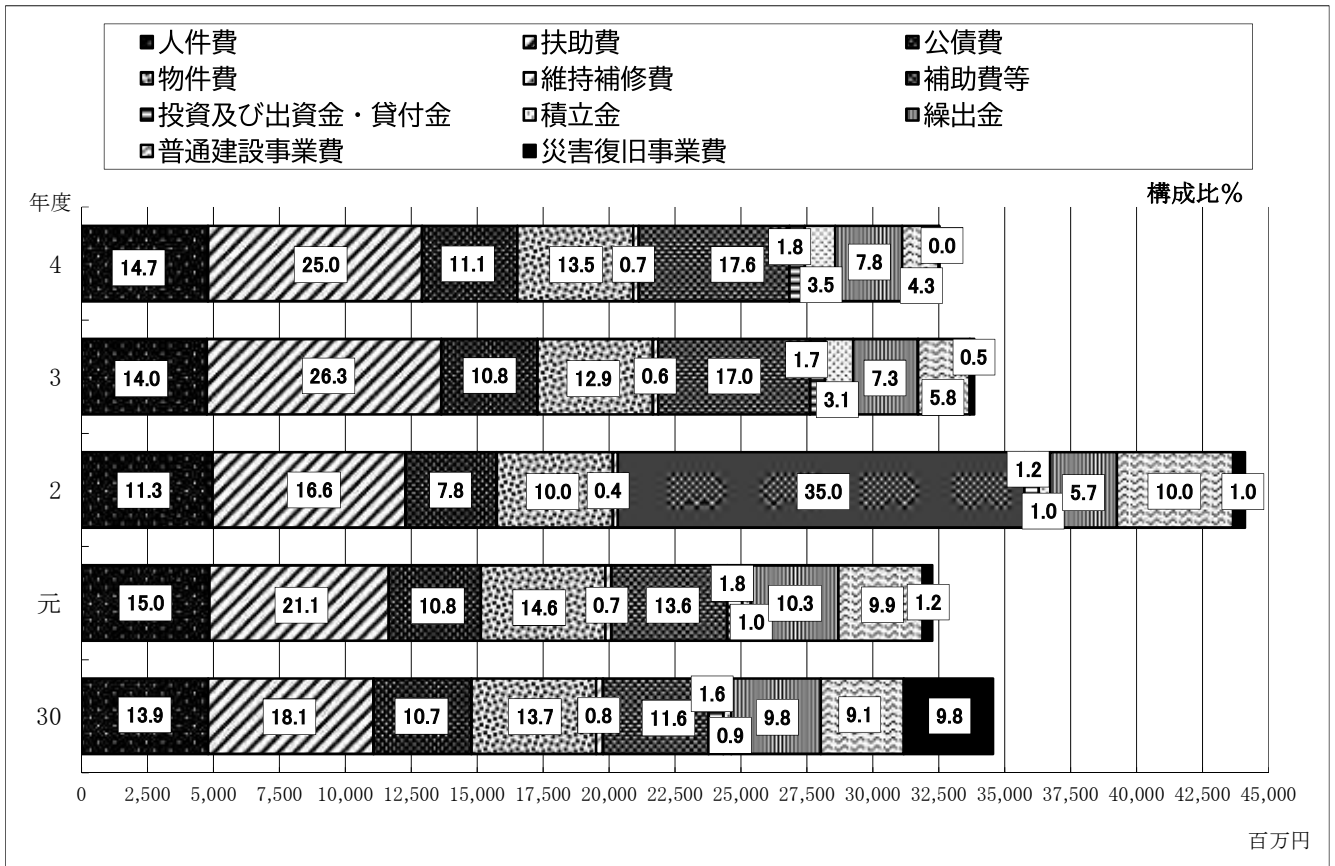 ■人件費 ■扶助費 ■公債費
■物件費 ■維持補修費 ■補助費等
■投資及び出資金・貸付金 ■積立金 ■繰出金
■普通建設事業費 ■災害復旧事業費
年度 構成比%
4 14.7 25.0 11.1 13.5 0.7 17.6 1.8 3.5 7.8 4.3 0.0
3 14.0 26.3 10.8 12.9 0.6 17.0 1.7 3.1 7.3 5.8 0.5
2 11.3 16.6 7.8 10.0 0.4 35.0 1.2 1.0 5.7 10.0 1.0
元 15.0 21.1 10.8 14.6 0.7 13.6 1.8 1.0 10.3 9.9 1.2
30 13.9 18.1 10.7 13.7 0.8 11.6 1.6 0.9 9.8 9.1 9.8
0 2,500 5,000 7,500 10,000 12,500 15,000 17,500 20,000 22,500 25,000 27,500 30,000 32,500 35,000 37,500 40,000 42,500 45,000
百万円